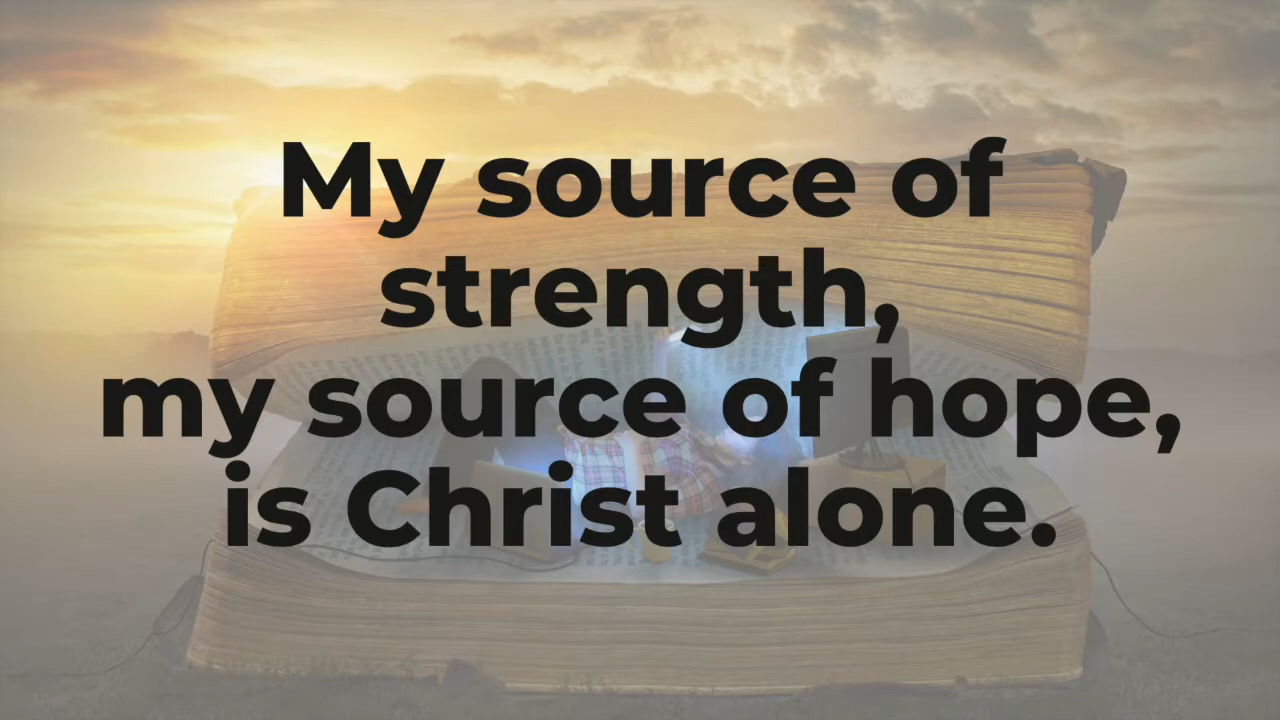 My source of
strength,
my source of hope,
is Christ alone.